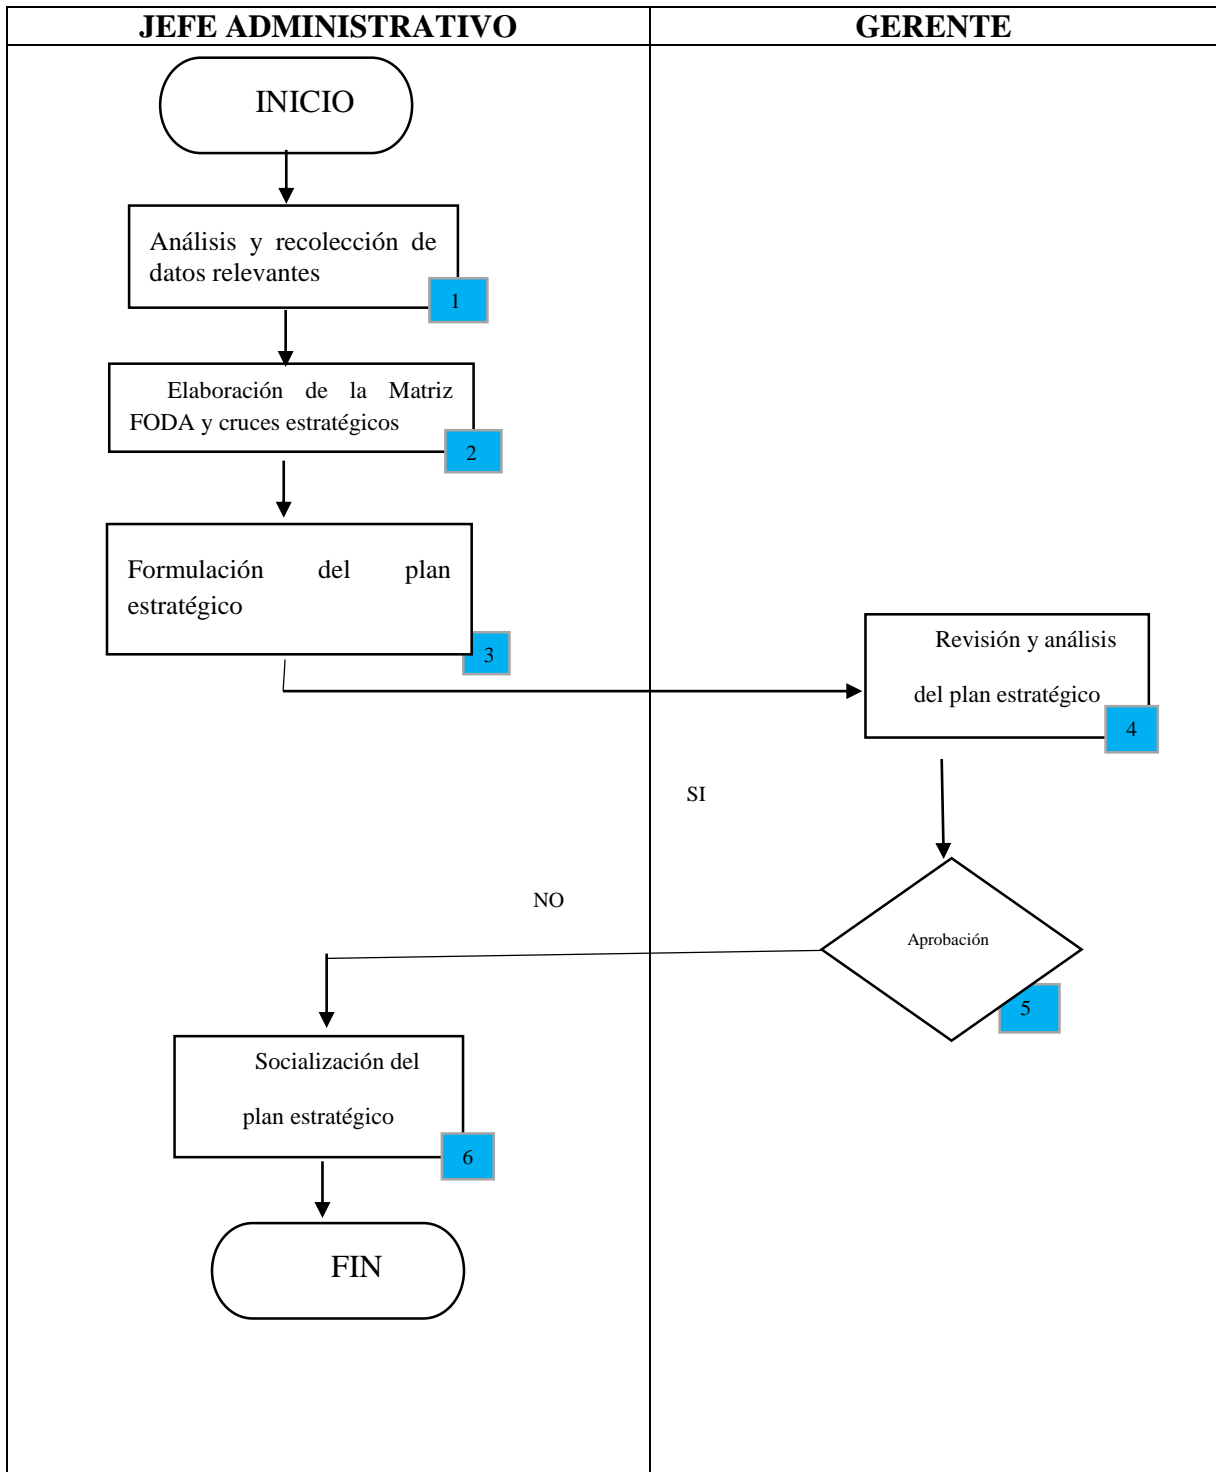 JEFE ADMINISTRATIVO
GERENTE
INICIO
Análisis y recolección de
datos relevantes
1
Elaboración de la Matriz
FODA y cruces estratégicos
2
Formulación del plan
estratégico
3
Revisión y análisis
del plan estratégico
4
SI
NO
Aprobación
5
Socialización del
plan estratégico
6
FIN